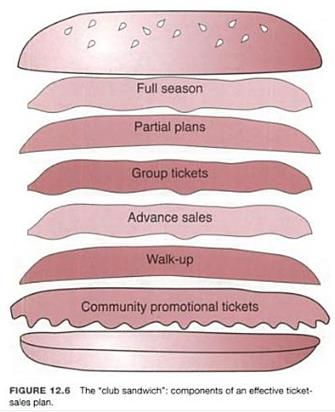 Full season
Partial plans
Group tickets
Advance sales
Walk-up
Community promotional tickets
FIGURE 12.6 The "club sandwich": components of an effective ticket-
sales plan.